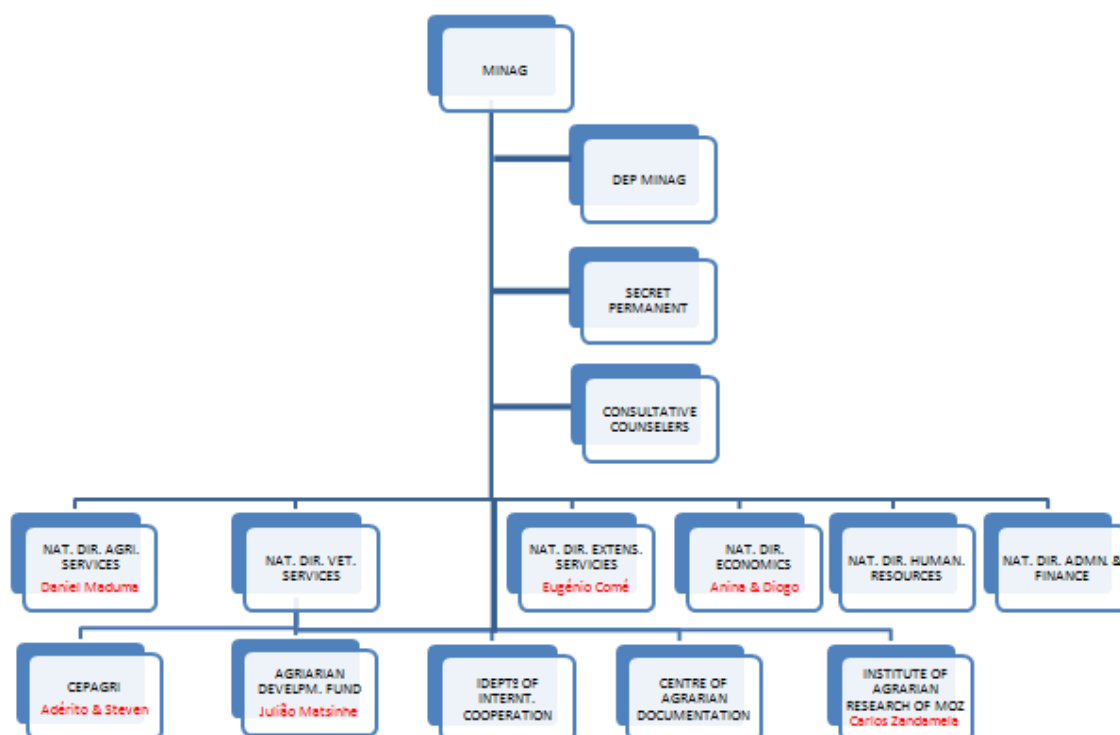 MINAG
DEP MINAG
SECRET
PERMANENT
CONSULTATIVE
COUNSELERS
NAT. DIR. AGRI.
SERVICES
Daniel Maduma
NAT. DIR. VET.
SERVICES
NAT. DIR. EXTENS.
SERVICIES
Eugénio Comé
NAT. DIR.
ECONOMICS
Anina & Diogo
NAT. DIR. HUMAN.
RESOURCES
NAT. DIR. ADMN. &
FINANCE
CEPAGRI
Adérito & Steven
AGRIARIAN
DEVELPM. FUND
Julião Matsinhe
IDEPTº OF
INTERNT.
COOPERATION
CENTRE OF
AGRARIAN
DOCUMENTATION
INSTITUTE OF
AGRARIAN
RESEARCH OF MOZ
Carlos Zandamela